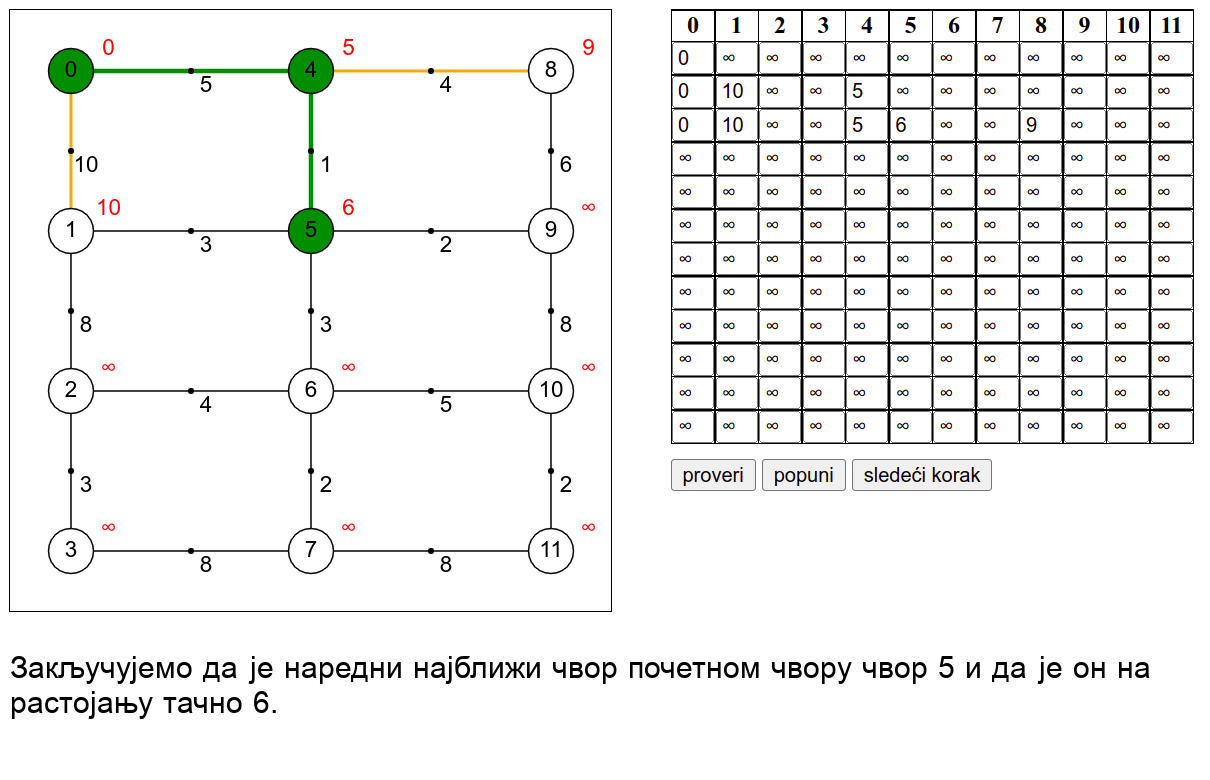 0 5 9
0 4 8
5 4
10 1 6
10 6 ∞
1 5 9
3 2
8 3 8
∞ ∞ ∞
2 6 10
4 5
3 2 2
∞ ∞ ∞
3 7 11
8 8
0 1 2 3 4 5 6 7 8 9 10 11
0 ∞ ∞ ∞ ∞ ∞ ∞ ∞ ∞ ∞ ∞ ∞
0 10 ∞ ∞ 5 ∞ ∞ ∞ ∞ ∞ ∞ ∞
0 10 ∞ ∞ 5 6 ∞ ∞ 9 ∞ ∞ ∞
∞ ∞ ∞ ∞ ∞ ∞ ∞ ∞ ∞ ∞ ∞ ∞
∞ ∞ ∞ ∞ ∞ ∞ ∞ ∞ ∞ ∞ ∞ ∞
∞ ∞ ∞ ∞ ∞ ∞ ∞ ∞ ∞ ∞ ∞ ∞
∞ ∞ ∞ ∞ ∞ ∞ ∞ ∞ ∞ ∞ ∞ ∞
∞ ∞ ∞ ∞ ∞ ∞ ∞ ∞ ∞ ∞ ∞ ∞
∞ ∞ ∞ ∞ ∞ ∞ ∞ ∞ ∞ ∞ ∞ ∞
∞ ∞ ∞ ∞ ∞ ∞ ∞ ∞ ∞ ∞ ∞ ∞
∞ ∞ ∞ ∞ ∞ ∞ ∞ ∞ ∞ ∞ ∞ ∞
∞ ∞ ∞ ∞ ∞ ∞ ∞ ∞ ∞ ∞ ∞ ∞
proveri popuni sledeći korak
Закључујемо да је наредни најближи чвор почетном чвору чвор 5 и да је он на
растојању тачно 6.